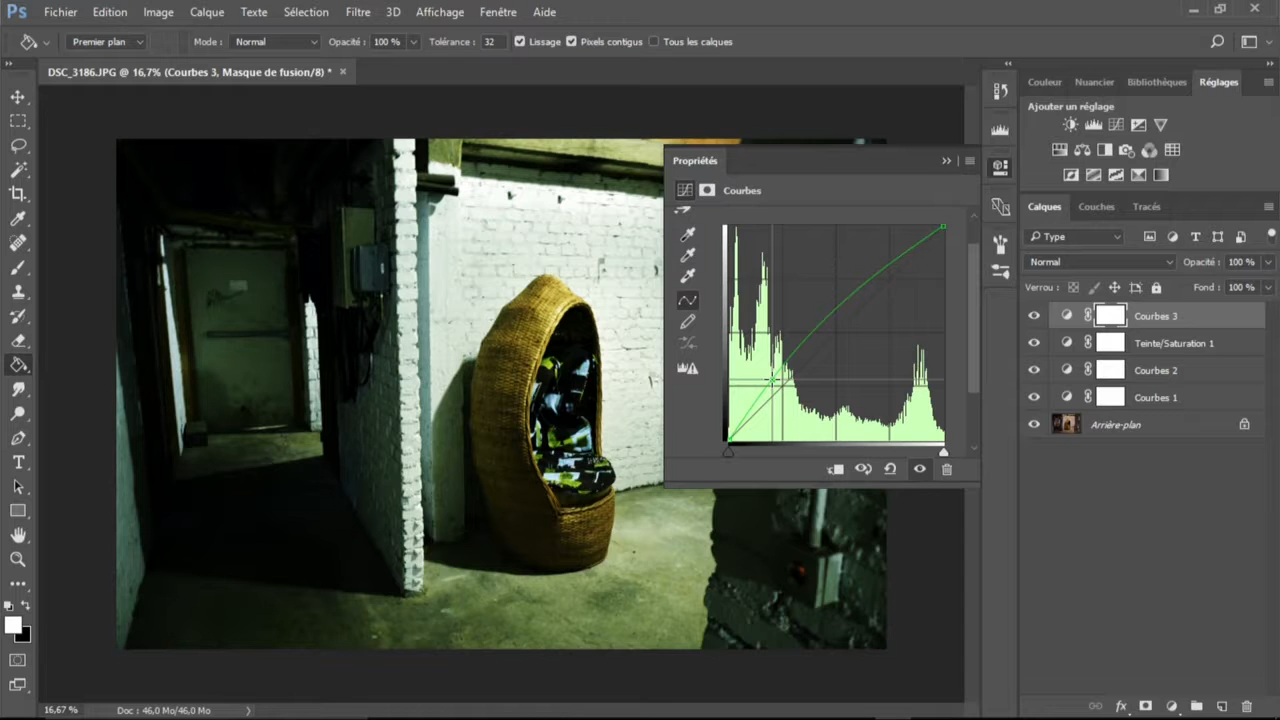 Ps Fichier Edition Image Calque Texte Sélection Filtre 3D Affichage Fenêtre Aide
Premier plan Mode : Normal Opacité : 100 % Tolérance : 32 Lissage Pixels contigus Tous les calques
DSC_3186.JPG @ 16,7% (Courbes 3, Masque de fusion/8) * ×
Couleur Nuancier Bibliothèques Réglages
Ajouter un réglage
Propriétés
Courbes
Calques Couches Tracés
Type
Normal Opacité : 100 %
Verrou : Fond : 100 %
Courbes 3
Teinte/Saturation 1
Courbes 2
Courbes 1
Arrière-plan
16,67 % Doc : 46,0 Mo/46,0 Mo